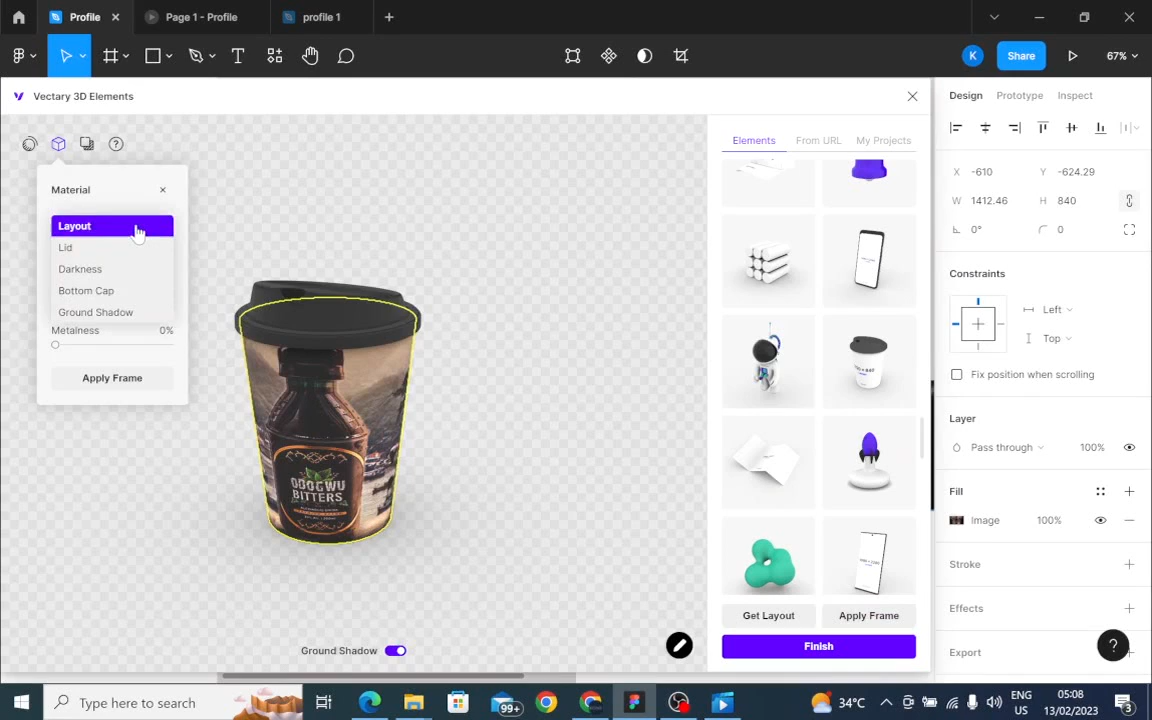 Profile
Page 1 - Profile
profile 1
K
Share
67%
Vectary 3D Elements
Design
Prototype
Inspect
Elements
From URL
My Projects
Material
X -610
Y -624.29
W 1412.46
H 840
0°
0
Layout
Lid
Darkness
Bottom Cap
Ground Shadow
Metalness 0%
Apply Frame
Constraints
Left
Top
Fix position when scrolling
Layer
Pass through
100%
Fill
Image
100%
Stroke
Effects
Export
ODOGWU
BITTERS
Get Layout
Apply Frame
Finish
Ground Shadow
?
Type here to search
99+
34°C
ENG
US
05:08
13/02/2023
3